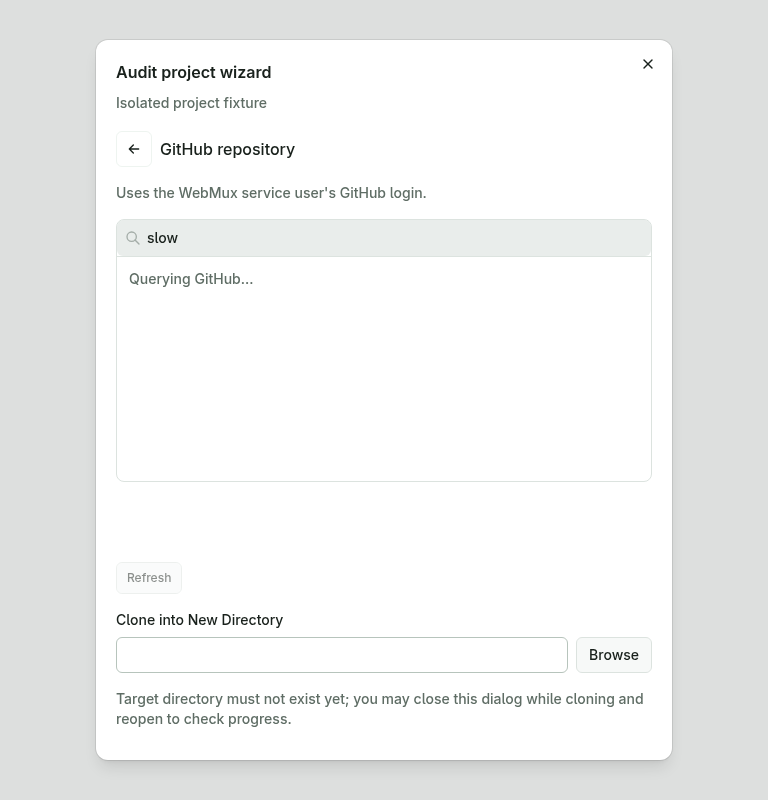 Audit project wizard
Isolated project fixture
GitHub repository
Uses the WebMux service user's GitHub login.
slow
Querying GitHub...
Refresh
Clone into New Directory
Browse
Target directory must not exist yet; you may close this dialog while cloning and
reopen to check progress.